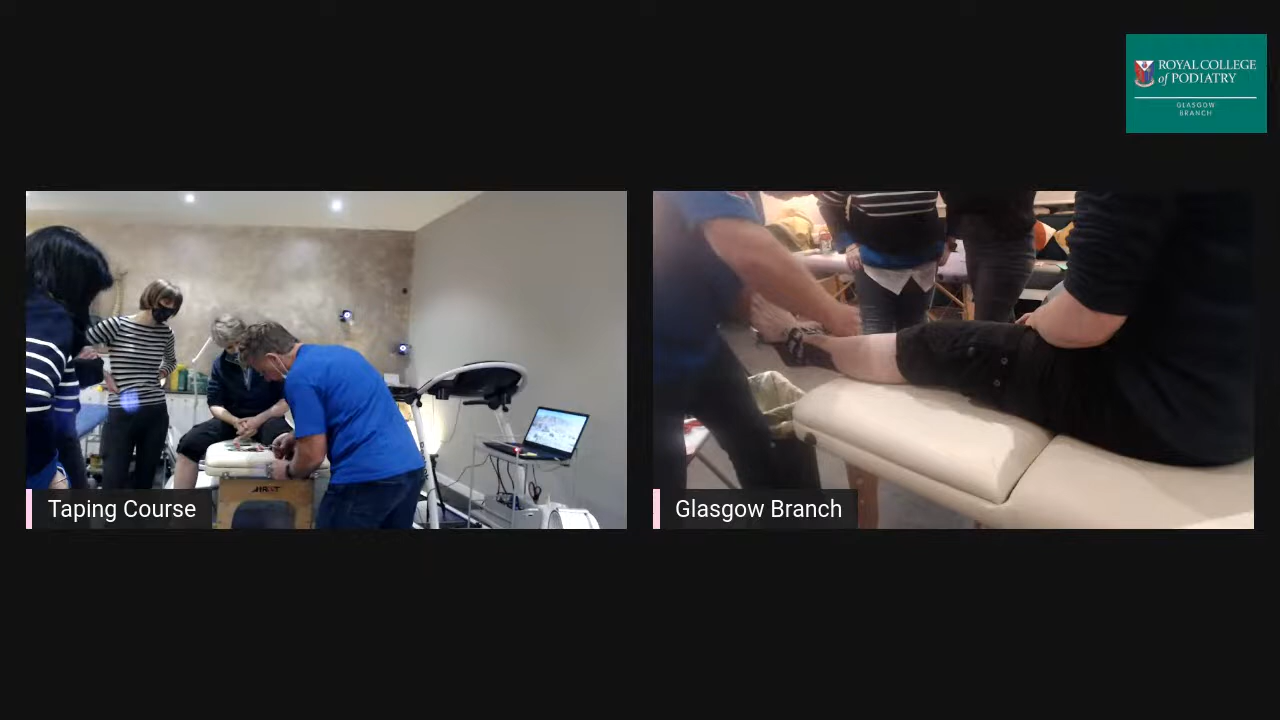 ROYAL COLLEGE
of PODIATRY
GLASGOW
BRANCH
Taping Course
Glasgow Branch